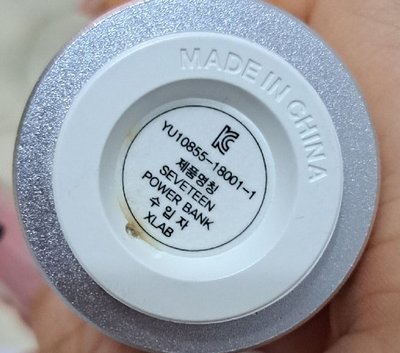 MADE IN CHINA
YU10855-18001-1
제품명칭
SEVETEEN
POWER BANK
수입자
XLAB